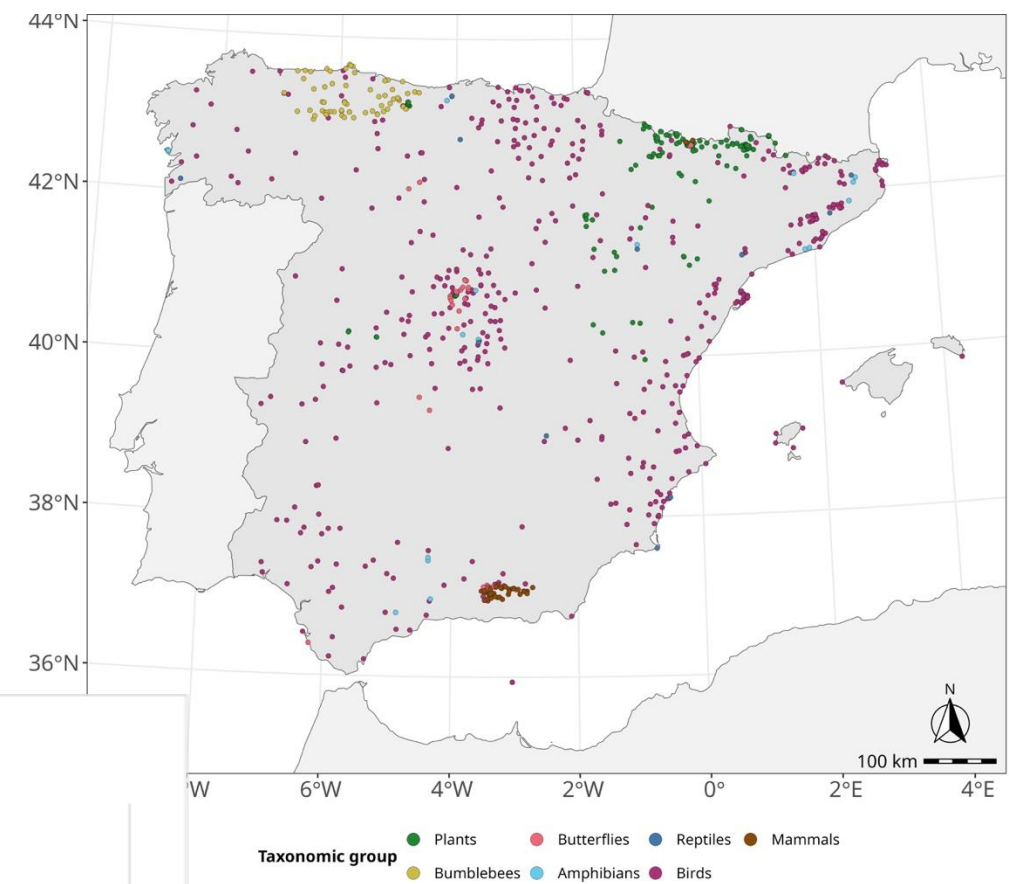 44°N
42°N
40°N
38°N
36°N
N
100 km
°W 6°W 4°W 2°W 0° 2°E 4°E
Taxonomic group
Plants Butterflies Reptiles Mammals
Bumblebees Amphibians Birds